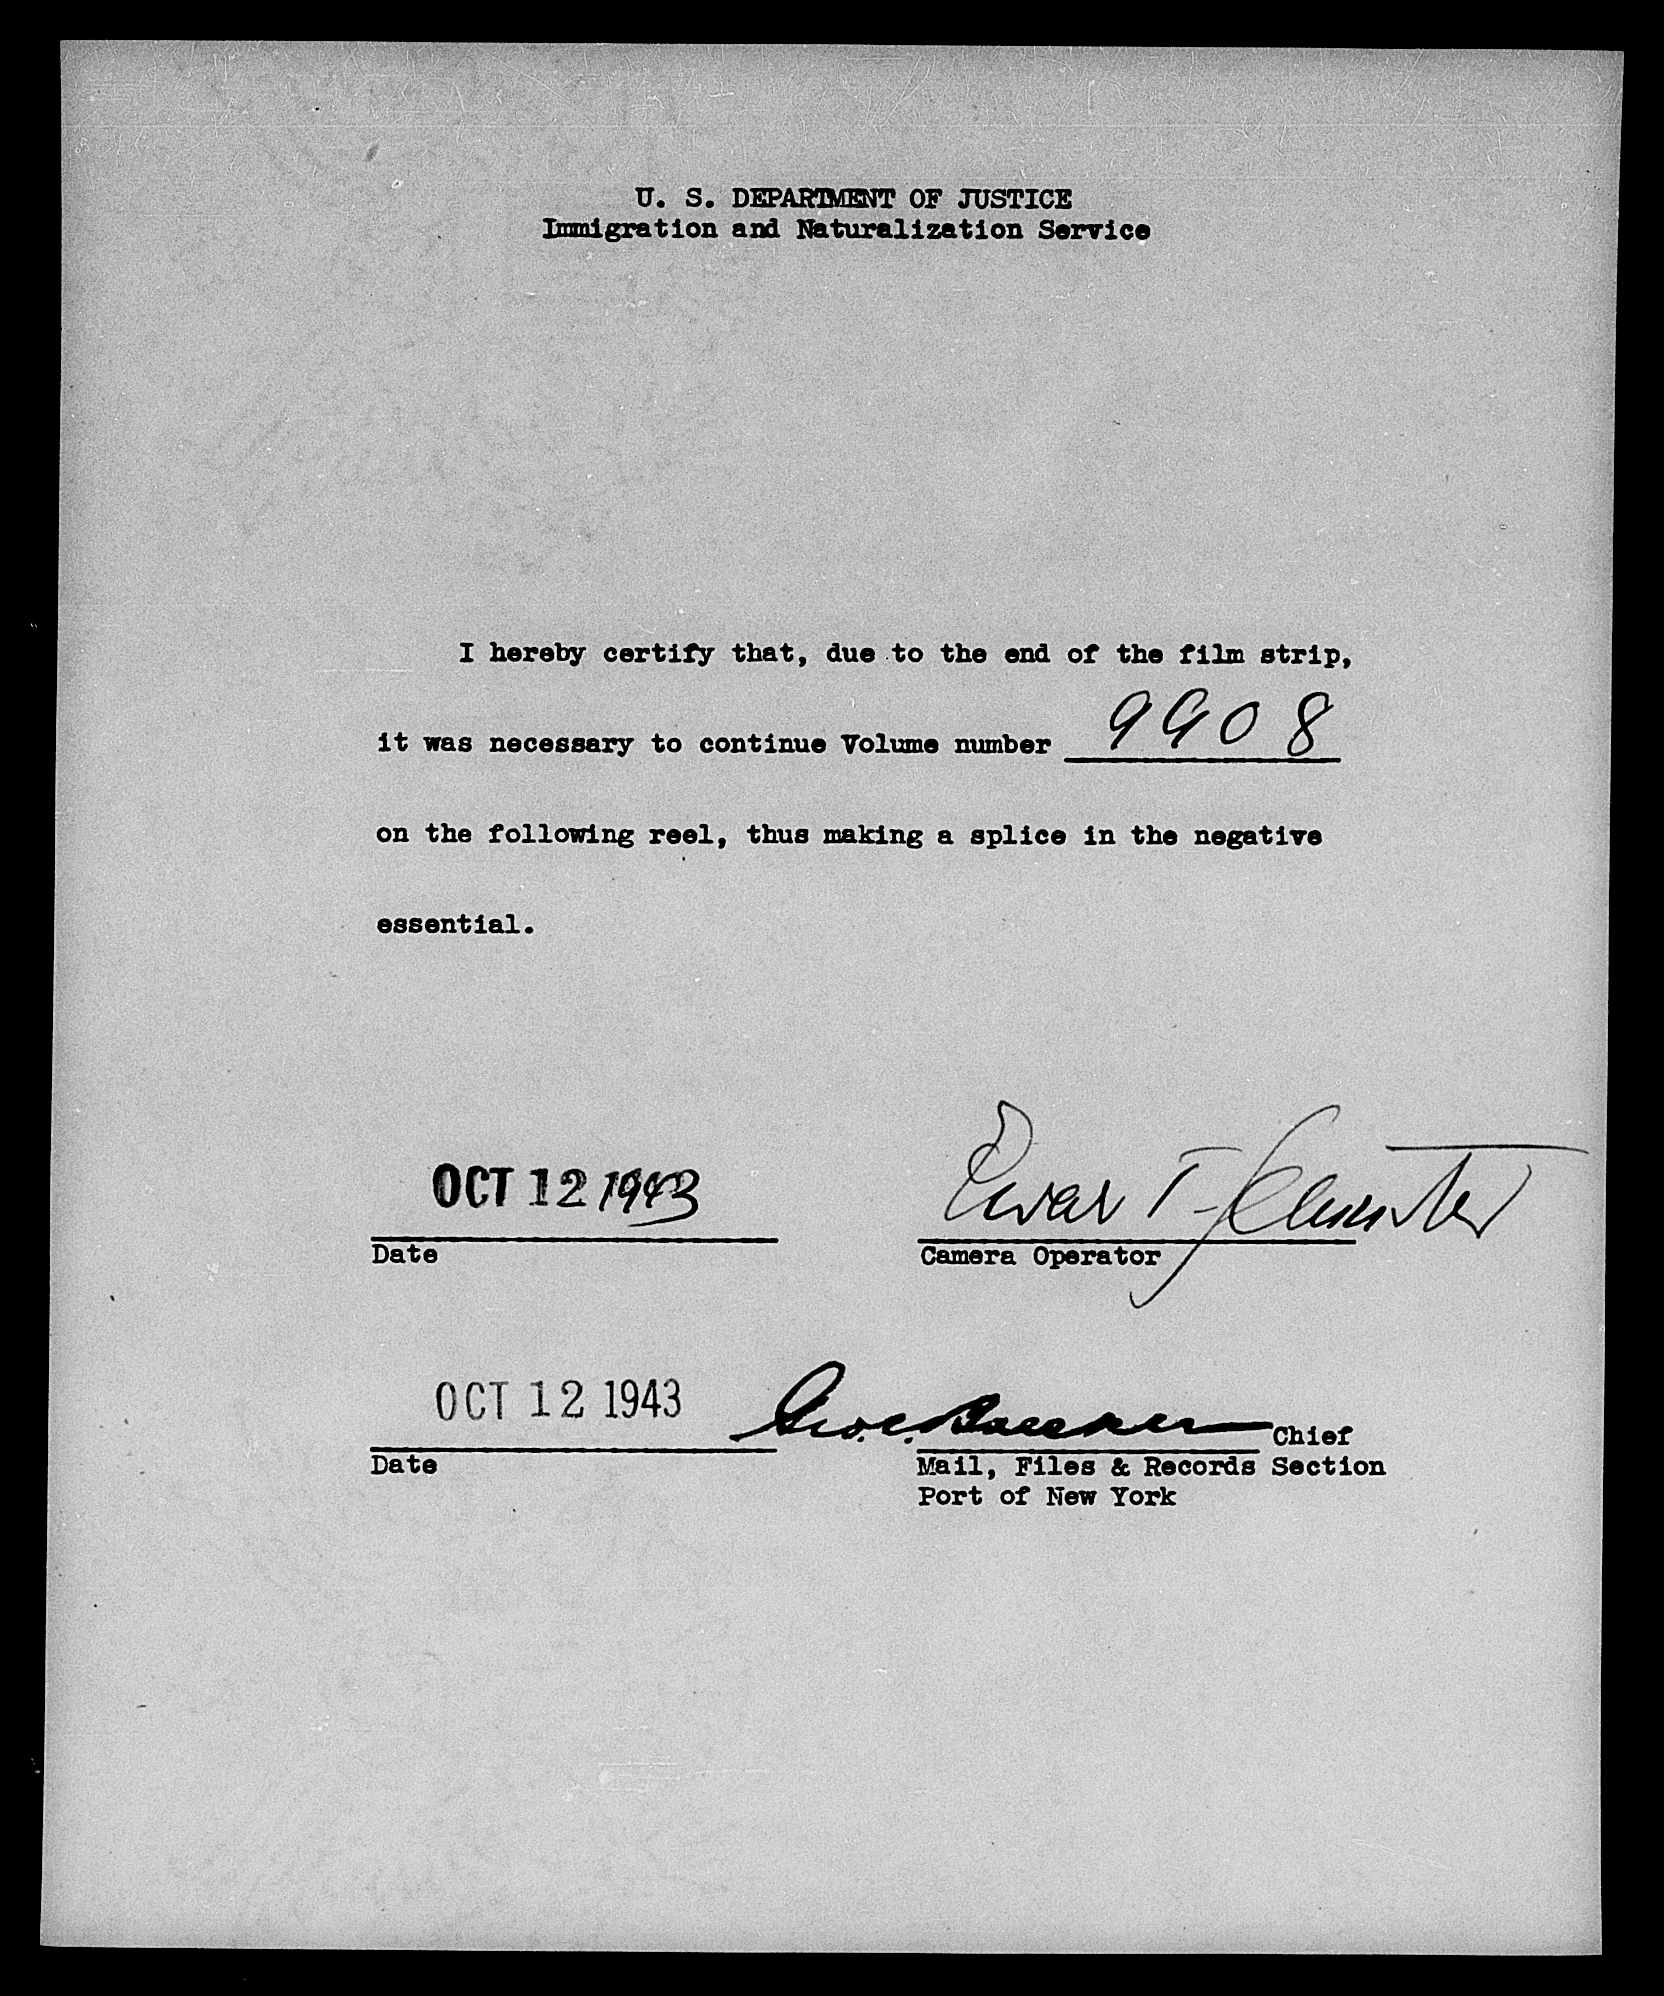 U. S. DEPARTMENT OF JUSTICE
Immigration and Naturalization Service
I hereby certify that, due to the end of the film strip,
it was necessary to continue Volume number 9908
on the following reel, thus making a splice in the negative
essential.
OCT 12 1943
Date
Camera Operator
OCT 12 1943
Geo. C. Chief
Date
Mail, Files & Records Section
Port of New York